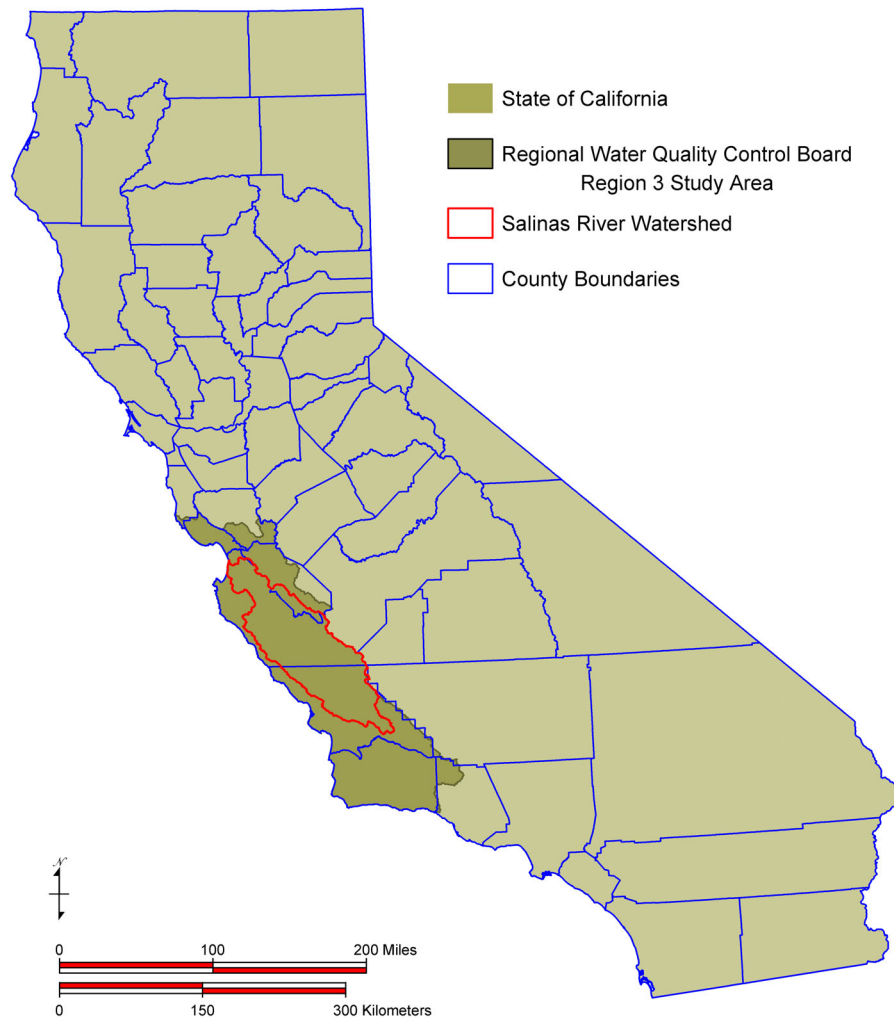 State of California
Regional Water Quality Control Board
Region 3 Study Area
Salinas River Watershed
County Boundaries
N
0 100 200 Miles
0 150 300 Kilometers